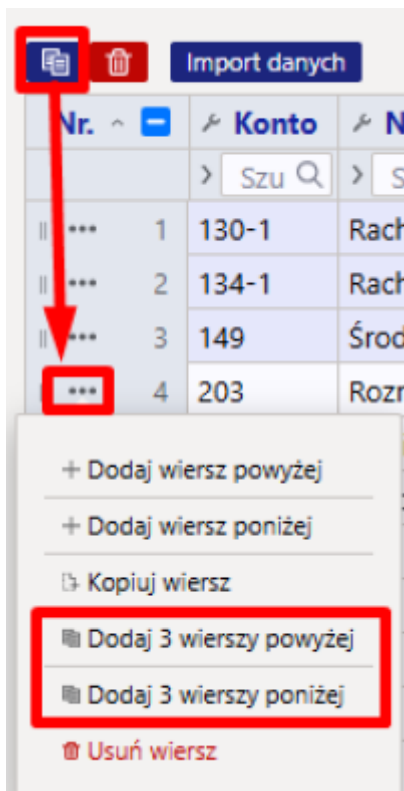 Import danych
Nr. Konto N
Szu S
1 130-1 Rach
2 134-1 Rach
3 149 Środ
4 203 Rozr
Dodaj wiersz powyżej
Dodaj wiersz poniżej
Kopiuj wiersz
Dodaj 3 wierszy powyżej
Dodaj 3 wierszy poniżej
Usuń wiersz